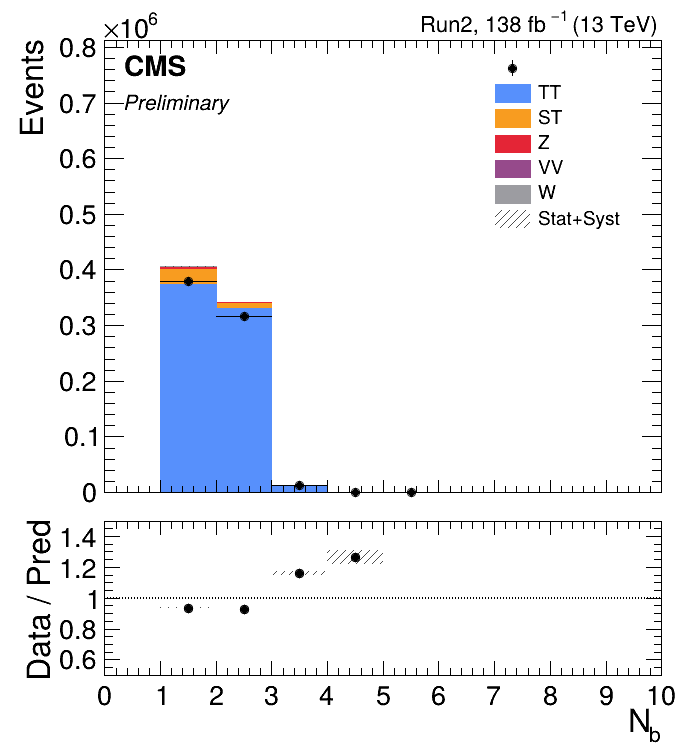 ×10⁶
Run2, 138 fb⁻¹ (13 TeV)
Events
CMS
Preliminary
TT
ST
Z
VV
W
Stat+Syst
0.8
0.7
0.6
0.5
0.4
0.3
0.2
0.1
0
Data / Pred
1.4
1.2
1
0.8
0.6
0 1 2 3 4 5 6 7 8 9 10
N_b